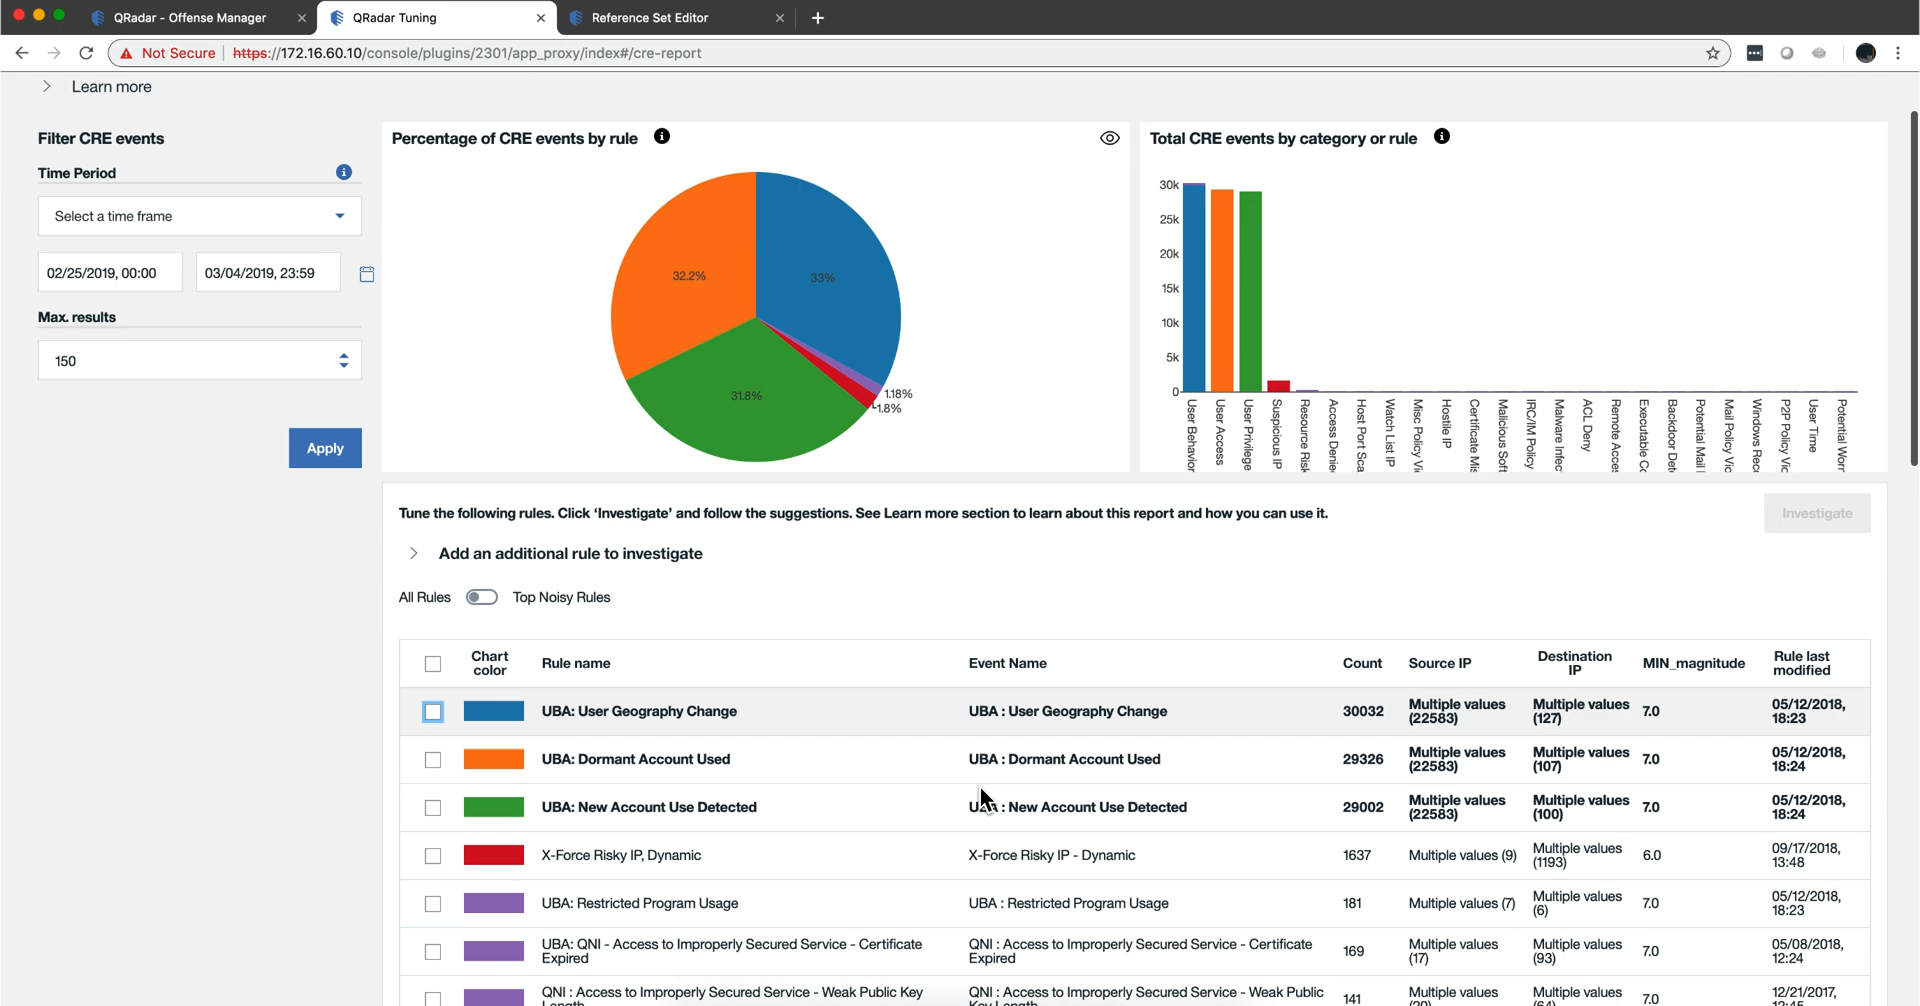 QRadar - Offense Manager
QRadar Tuning
Reference Set Editor
Not Secure
https://172.16.60.10/console/plugins/2301/app_proxy/index#/cre-report
Learn more
Filter CRE events
Time Period
Select a time frame
02/25/2019, 00:00
03/04/2019, 23:59
Max. results
150
Apply
Percentage of CRE events by rule
32.2%
33%
31.8%
1.18%
1.8%
Total CRE events by category or rule
30k
25k
20k
15k
10k
5k
0
User Behavior
User Access
User Privilege
Suspicious IP
Resource Risk
Access Denie
Host Port Sca
Watch List IP
Misc Policy Vi
Hostile IP
Certificate Mis
Malicious Soft
IRC/IM Policy
Malware Infec
ACL Deny
Remote Acces
Executable Co
Backdoor Det
Potential Mail
Mail Policy Vio
Windows Reco
P2P Policy Vic
User Time
Potential Wor
Tune the following rules. Click ‘Investigate’ and follow the suggestions. See Learn more section to learn about this report and how you can use it.
Investigate
Add an additional rule to investigate
All Rules Top Noisy Rules
Chart color Rule name Event Name Count Source IP Destination IP MIN_magnitude Rule last modified
UBA: User Geography Change UBA : User Geography Change 30032 Multiple values (22583) Multiple values (127) 7.0 05/12/2018, 18:23
UBA: Dormant Account Used UBA : Dormant Account Used 29326 Multiple values (22583) Multiple values (107) 7.0 05/12/2018, 18:24
UBA: New Account Use Detected : New Account Use Detected 29002 Multiple values (22583) Multiple values (100) 7.0 05/12/2018, 18:24
X-Force Risky IP, Dynamic X-Force Risky IP - Dynamic 1637 Multiple values (9) Multiple values (1193) 6.0 09/17/2018, 13:48
UBA: Restricted Program Usage UBA : Restricted Program Usage 181 Multiple values (7) Multiple values (6) 7.0 05/12/2018, 18:23
UBA: QNI - Access to Improperly Secured Service - Certificate Expired QNI : Access to Improperly Secured Service - Certificate Expired 169 Multiple values (17) Multiple values (93) 7.0 05/08/2018, 12:24
QNI : Access to Improperly Secured Service - Weak Public Key QNI : Access to Improperly Secured Service - Weak Public 141 Multiple values Multiple values 7.0 12/21/2017,